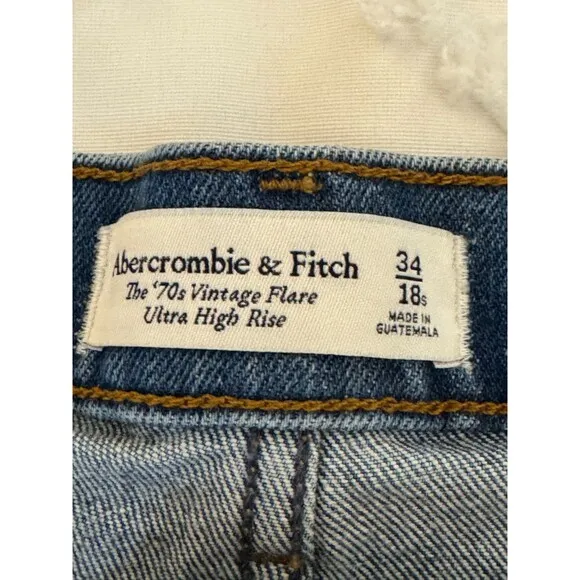 Abercrombie & Fitch
The '70s Vintage Flare
Ultra High Rise
34
18s
MADE IN
GUATEMALA